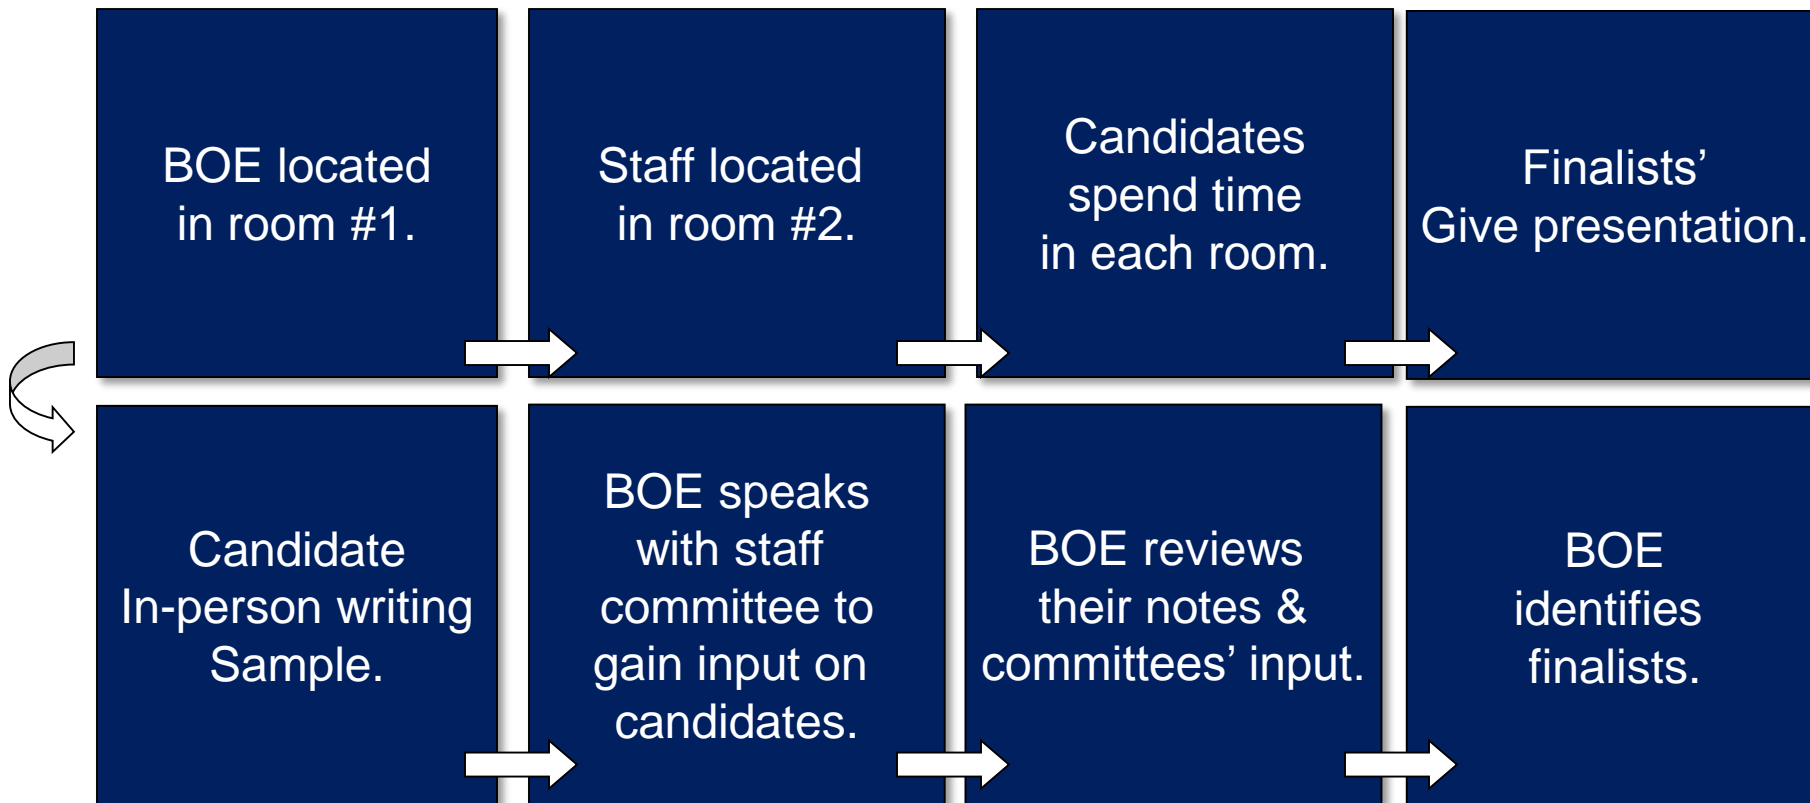 BOE located
in room #1.
Staff located
in room #2.
Candidates
spend time
in each room.
Finalists’
Give presentation.
Candidate
In-person writing
Sample.
BOE speaks
with staff
committee to
gain input on
candidates.
BOE reviews
their notes &
committees’ input.
BOE
identifies
finalists.